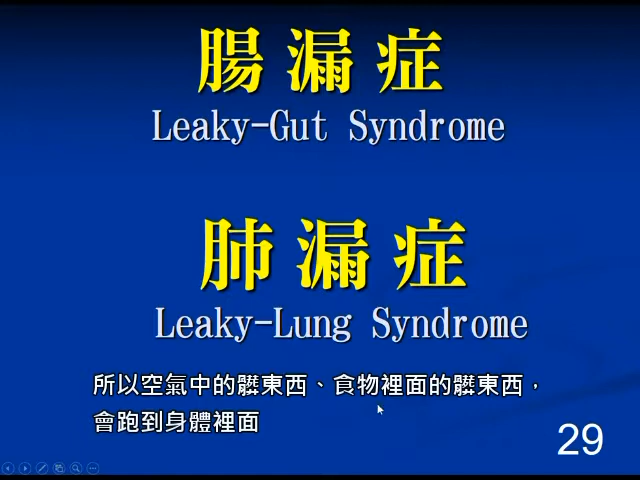 腸漏症
Leaky-Gut Syndrome
肺漏症
Leaky-Lung Syndrome
所以空氣中的髒東西、食物裡面的髒東西，
會跑到身體裡面
29